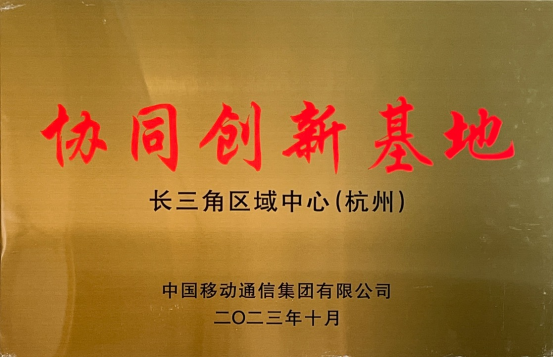 协同创新基地
长三角区域中心(杭州)
中国移动通信集团有限公司
二〇二三年十月